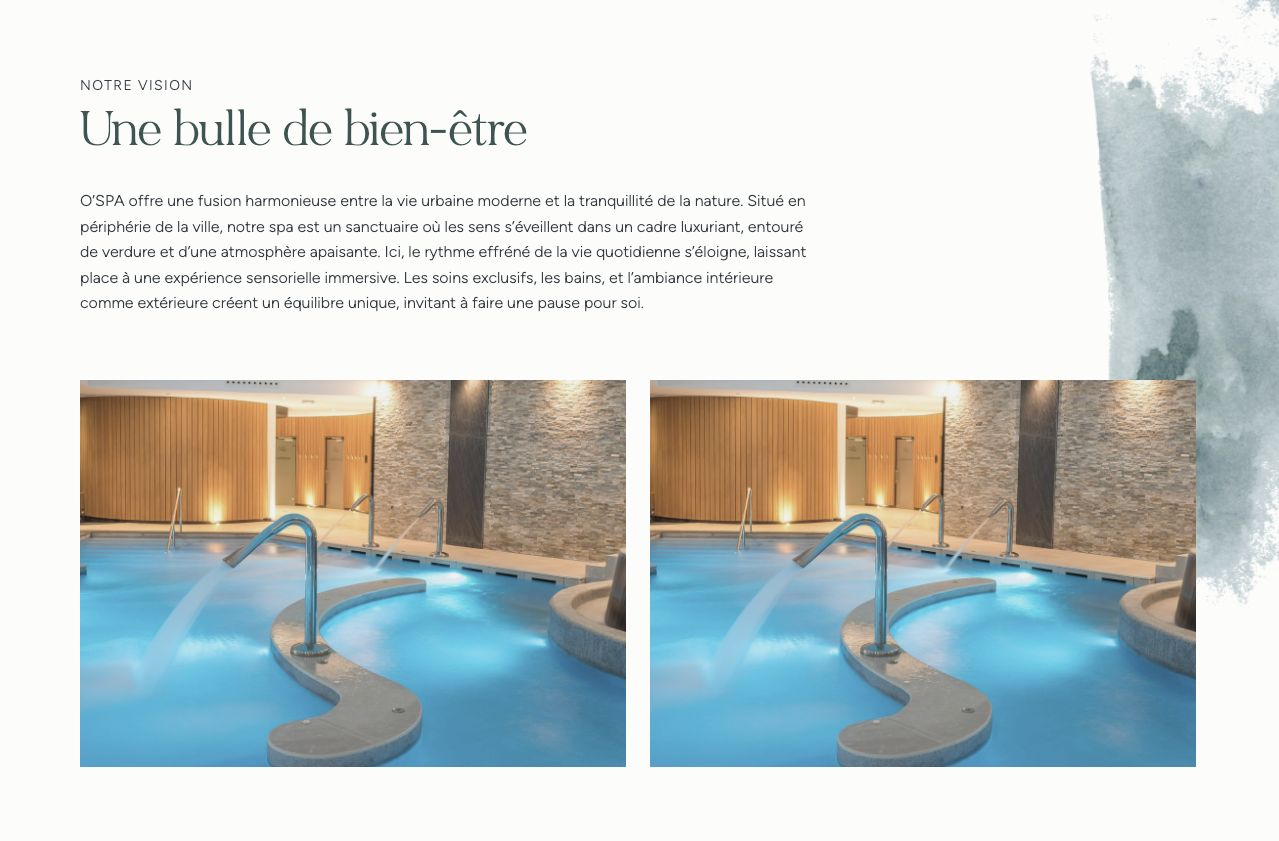 NOTRE VISION
Une bulle de bien-être
O’SPA offre une fusion harmonieuse entre la vie urbaine moderne et la tranquillité de la nature. Situé en
périphérie de la ville, notre spa est un sanctuaire où les sens s’éveillent dans un cadre luxuriant, entouré
de verdure et d’une atmosphère apaisante. Ici, le rythme effréné de la vie quotidienne s’éloigne, laissant
place à une expérience sensorielle immersive. Les soins exclusifs, les bains, et l’ambiance intérieure
comme extérieure créent un équilibre unique, invitant à faire une pause pour soi.